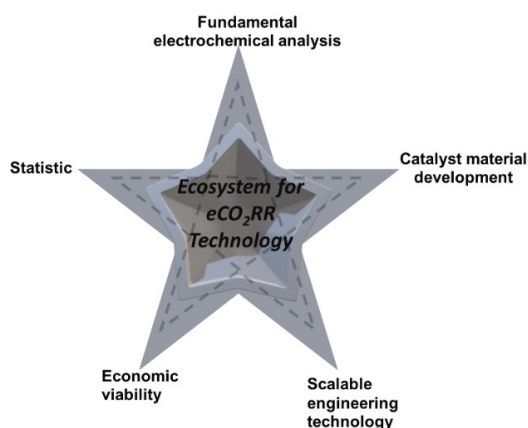 Fundamental
electrochemical analysis
Statistic
Catalyst material
development
Ecosystem for
eCO₂RR
Technology
Economic
viability
Scalable
engineering
technology